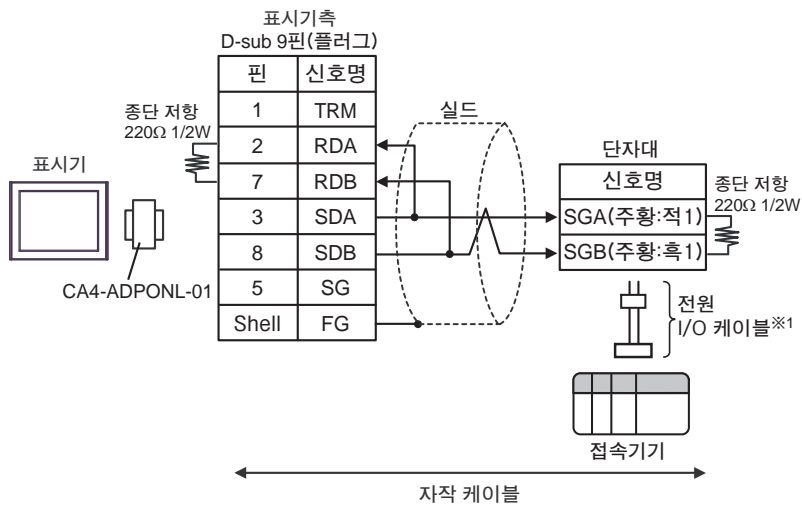 표시기측
D-sub 9핀(플러그)
핀 신호명
1 TRM
2 RDA
7 RDB
3 SDA
8 SDB
5 SG
Shell FG
종단 저항
220Ω 1/2W
표시기
CA4-ADPONL-01
실드
단자대
신호명
SGA(주황:적1)
SGB(주황:흑1)
종단 저항
220Ω 1/2W
전원
I/O 케이블※1
접속기기
자작 케이블